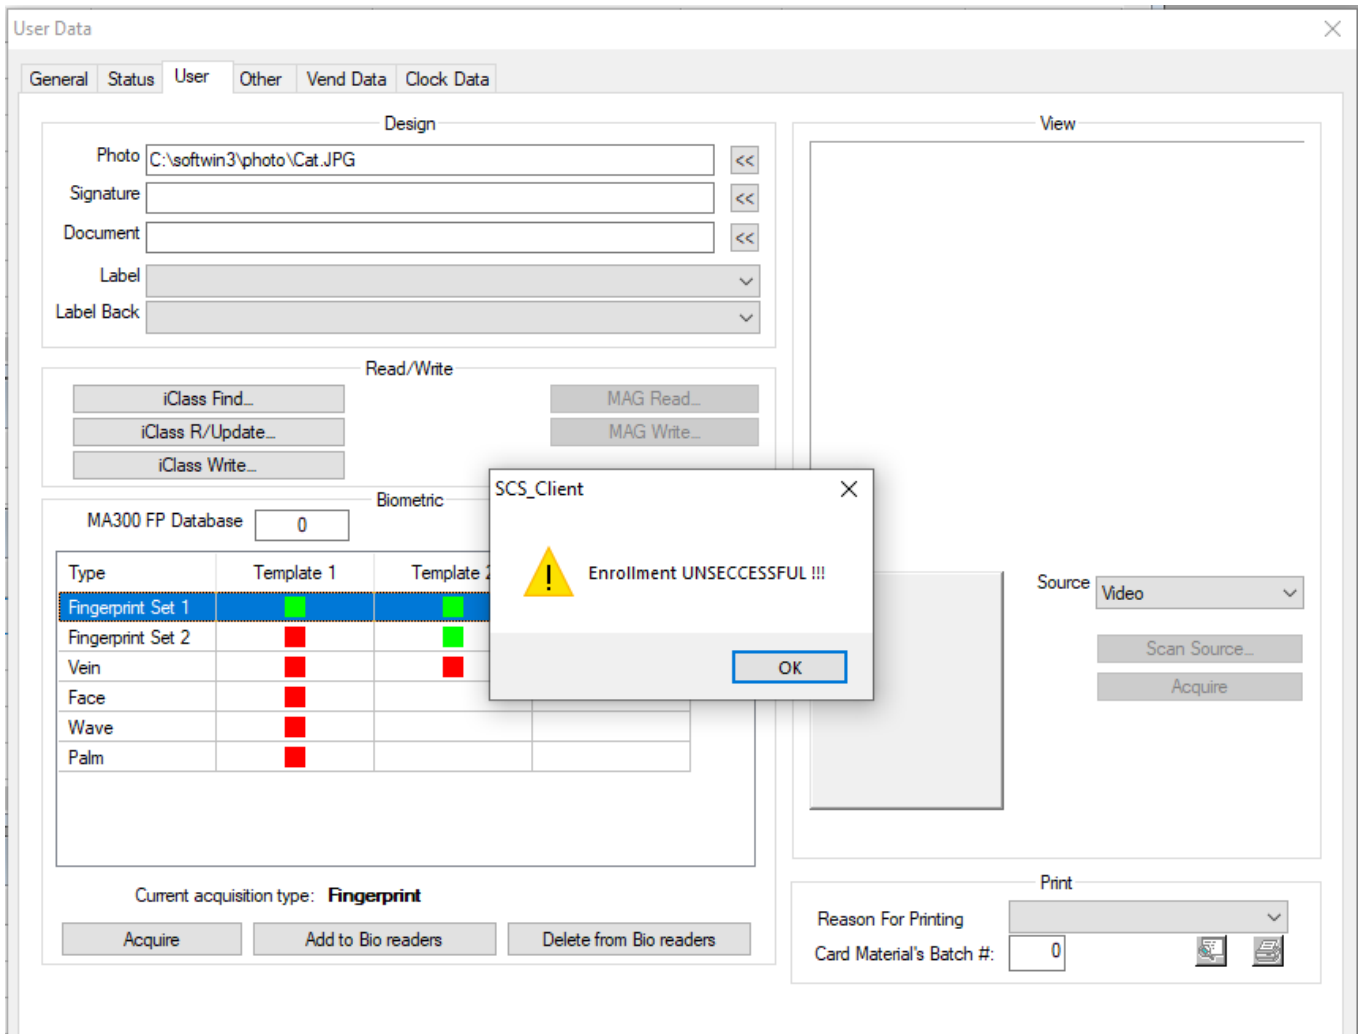 User Data
General Status User Other Vend Data Clock Data
Design
Photo C:\softwin3\photo\Cat.JPG <<
Signature <<
Document <<
Label
Label Back
Read/Write
iClass Find...
MAG Read...
iClass R/Update...
MAG Write...
iClass Write...
Biometric
MA300 FP Database 0
Type Template 1 Template 2
Fingerprint Set 1
Fingerprint Set 2
Vein
Face
Wave
Palm
Current acquisition type: Fingerprint
Acquire Add to Bio readers Delete from Bio readers
SCS_Client
Enrollment UNSECCESSFUL !!!
OK
View
Source Video
Scan Source...
Acquire
Print
Reason For Printing
Card Material's Batch #: 0